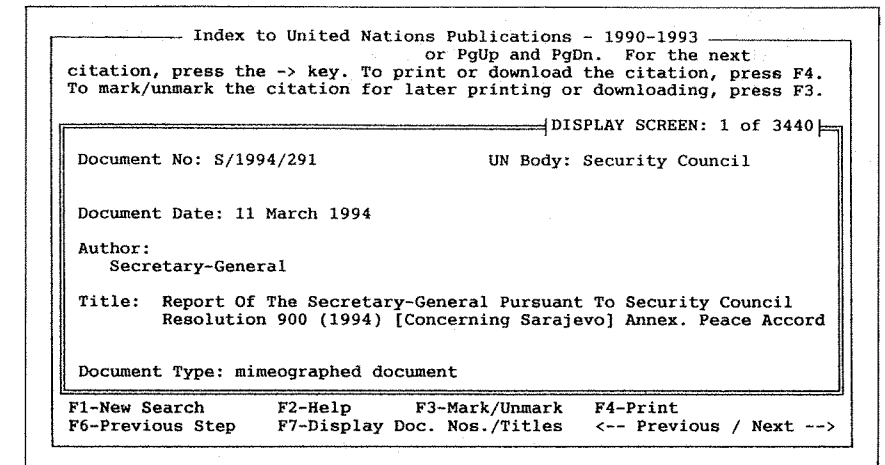 Index to United Nations Publications - 1990-1993
or PgUp and PgDn. For the next
citation, press the -> key. To print or download the citation, press F4.
To mark/unmark the citation for later printing or downloading, press F3.
DISPLAY SCREEN: 1 of 3440
Document No: S/1994/291 UN Body: Security Council
Document Date: 11 March 1994
Author:
Secretary-General
Title: Report Of The Secretary-General Pursuant To Security Council
Resolution 900 (1994) [Concerning Sarajevo] Annex. Peace Accord
Document Type: mimeographed document
F1-New Search F2-Help F3-Mark/Unmark F4-Print
F6-Previous Step F7-Display Doc. Nos./Titles <-- Previous / Next -->